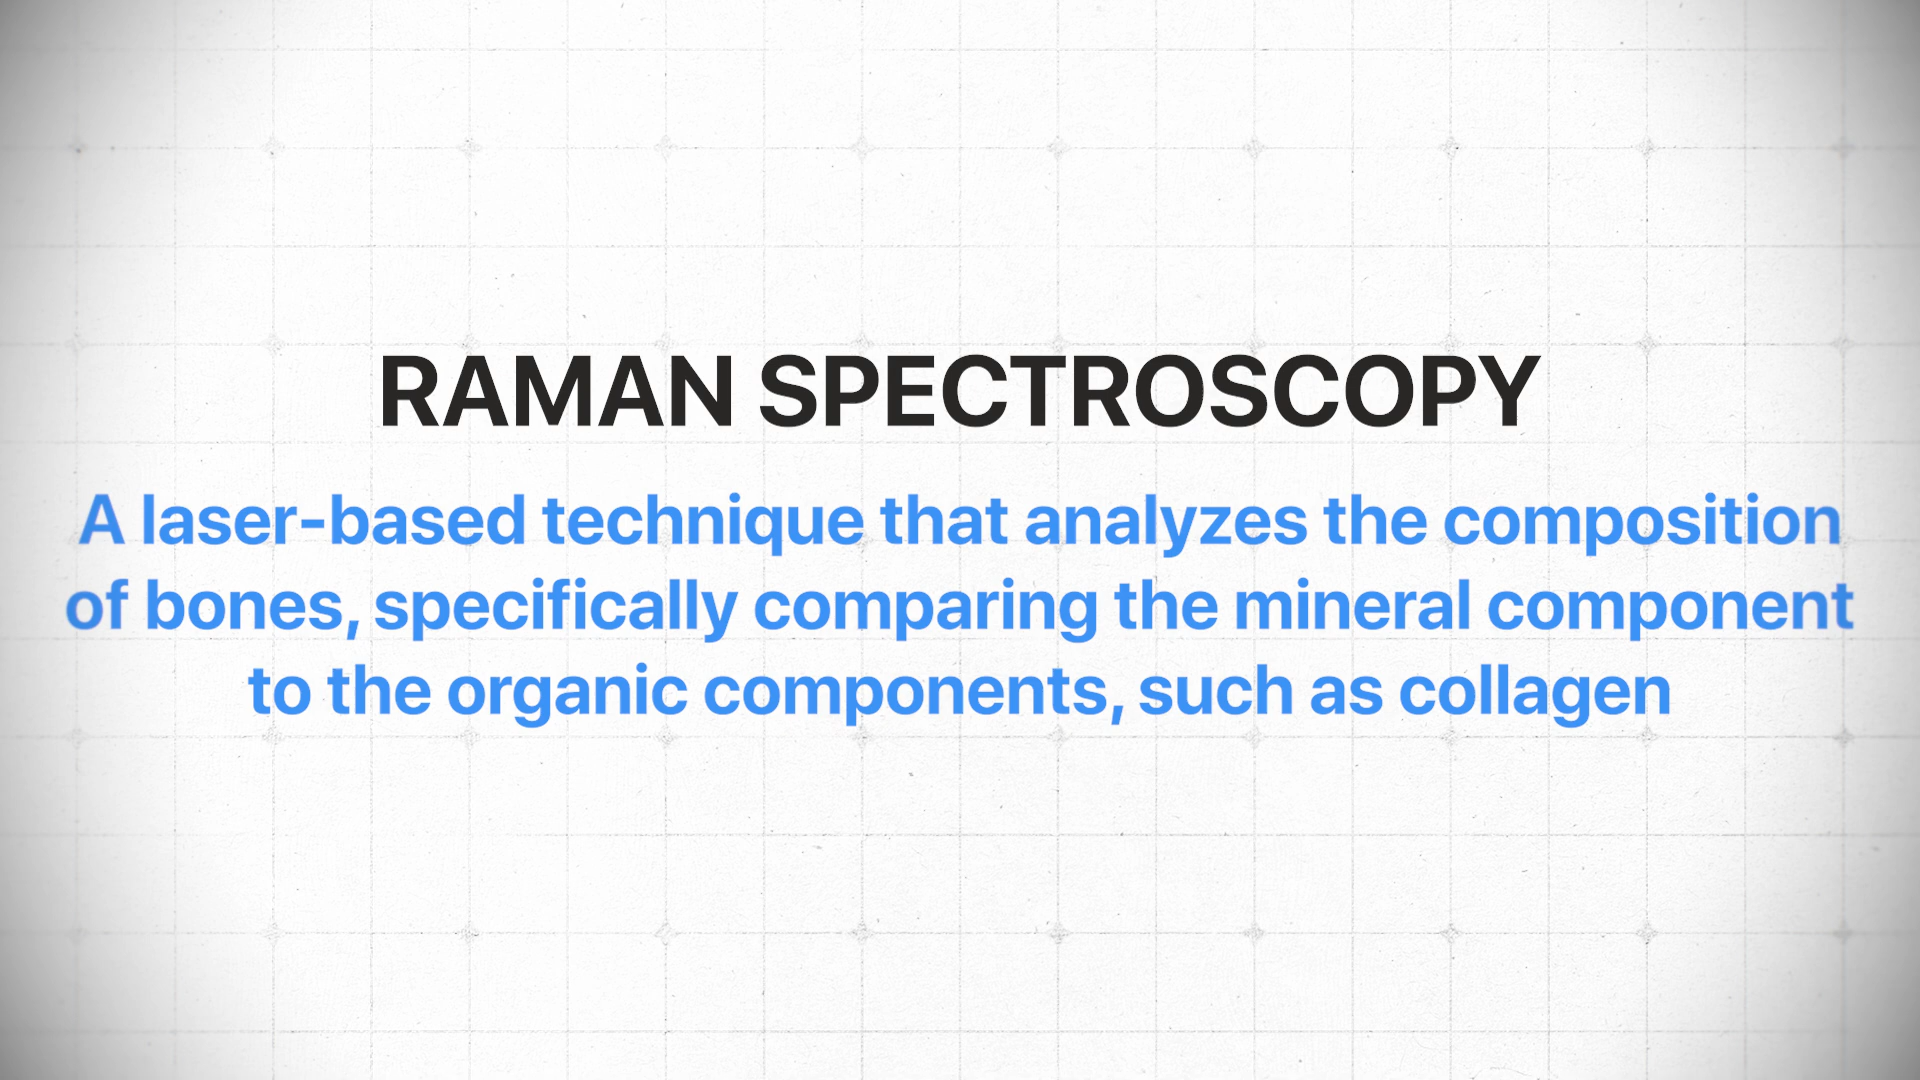 RAMAN SPECTROSCOPY
A laser-based technique that analyzes the composition
of bones, specifically comparing the mineral component
to the organic components, such as collagen